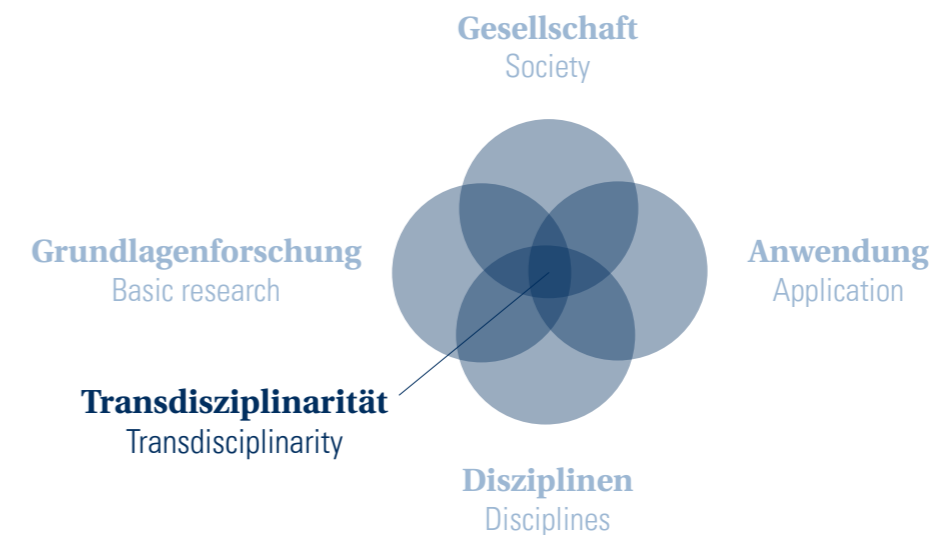 Gesellschaft
Society
Grundlagenforschung
Basic research
Anwendung
Application
Transdisziplinarität
Transdisciplinarity
Disziplinen
Disciplines